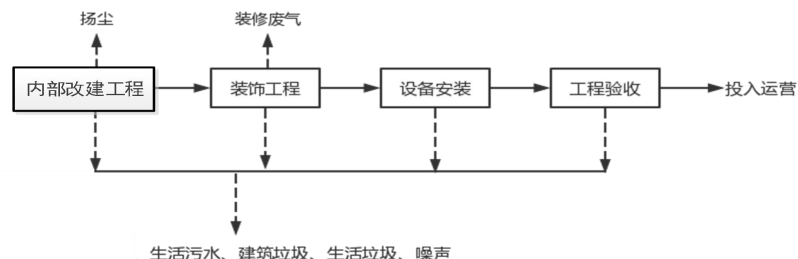 扬尘
装修废气
内部改建工程
装饰工程
设备安装
工程验收
投入运营
生活污水、建筑垃圾、生活垃圾、噪声